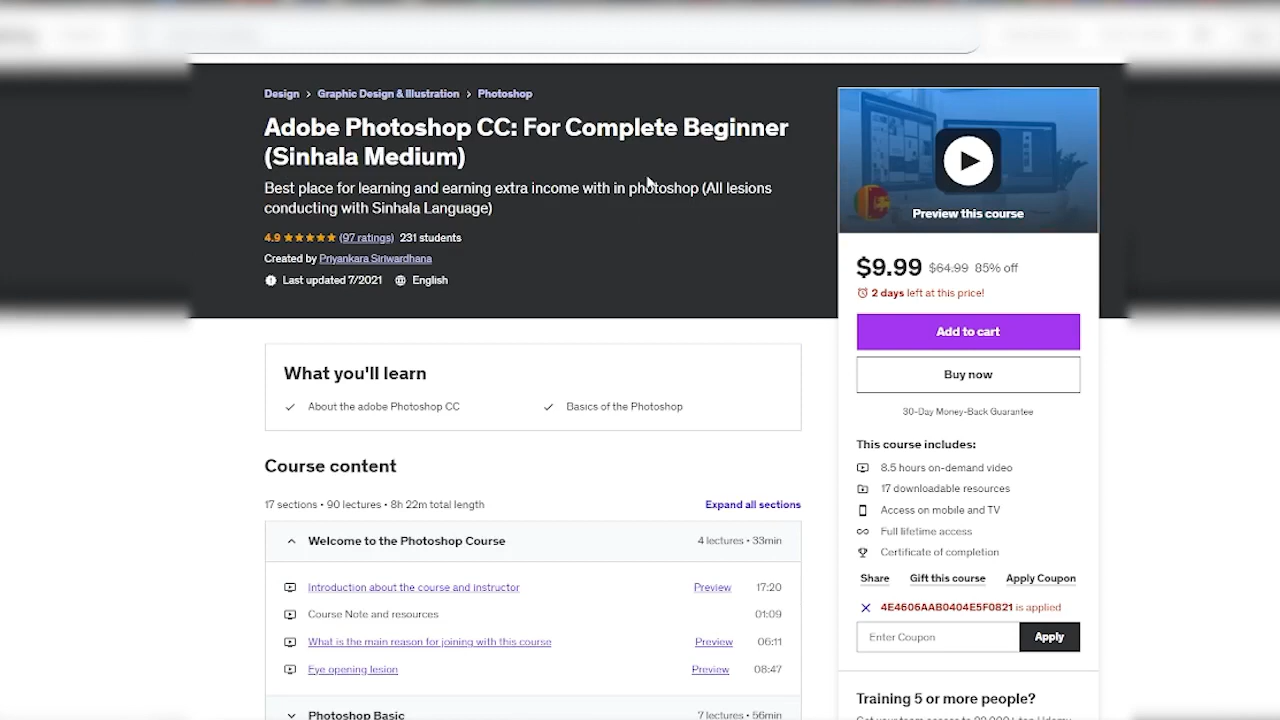 Design > Graphic Design & Illustration > Photoshop
Adobe Photoshop CC: For Complete Beginner
(Sinhala Medium)
Best place for learning and earning extra income with in photoshop (All lesions
conducting with Sinhala Language)
4.9 ★★★★★ (97 ratings) 231 students
Created by Priyankara Siriwardhana
Last updated 7/2021 English
Preview this course
$9.99 $64.99 85% off
2 days left at this price!
Add to cart
Buy now
30-Day Money-Back Guarantee
This course includes:
8.5 hours on-demand video
17 downloadable resources
Access on mobile and TV
Full lifetime access
Certificate of completion
Share Gift this course Apply Coupon
4E4606AAB0404E5F0821 is applied
Enter Coupon Apply
Training 5 or more people?
What you'll learn
About the adobe Photoshop CC
Basics of the Photoshop
Course content
17 sections • 90 lectures • 8h 22m total length Expand all sections
Welcome to the Photoshop Course 4 lectures • 33min
Introduction about the course and instructor Preview 17:20
Course Note and resources 01:09
What is the main reason for joining with this course Preview 06:11
Eye opening lesion Preview 08:47
Photoshop Basic 7 lectures • 56min